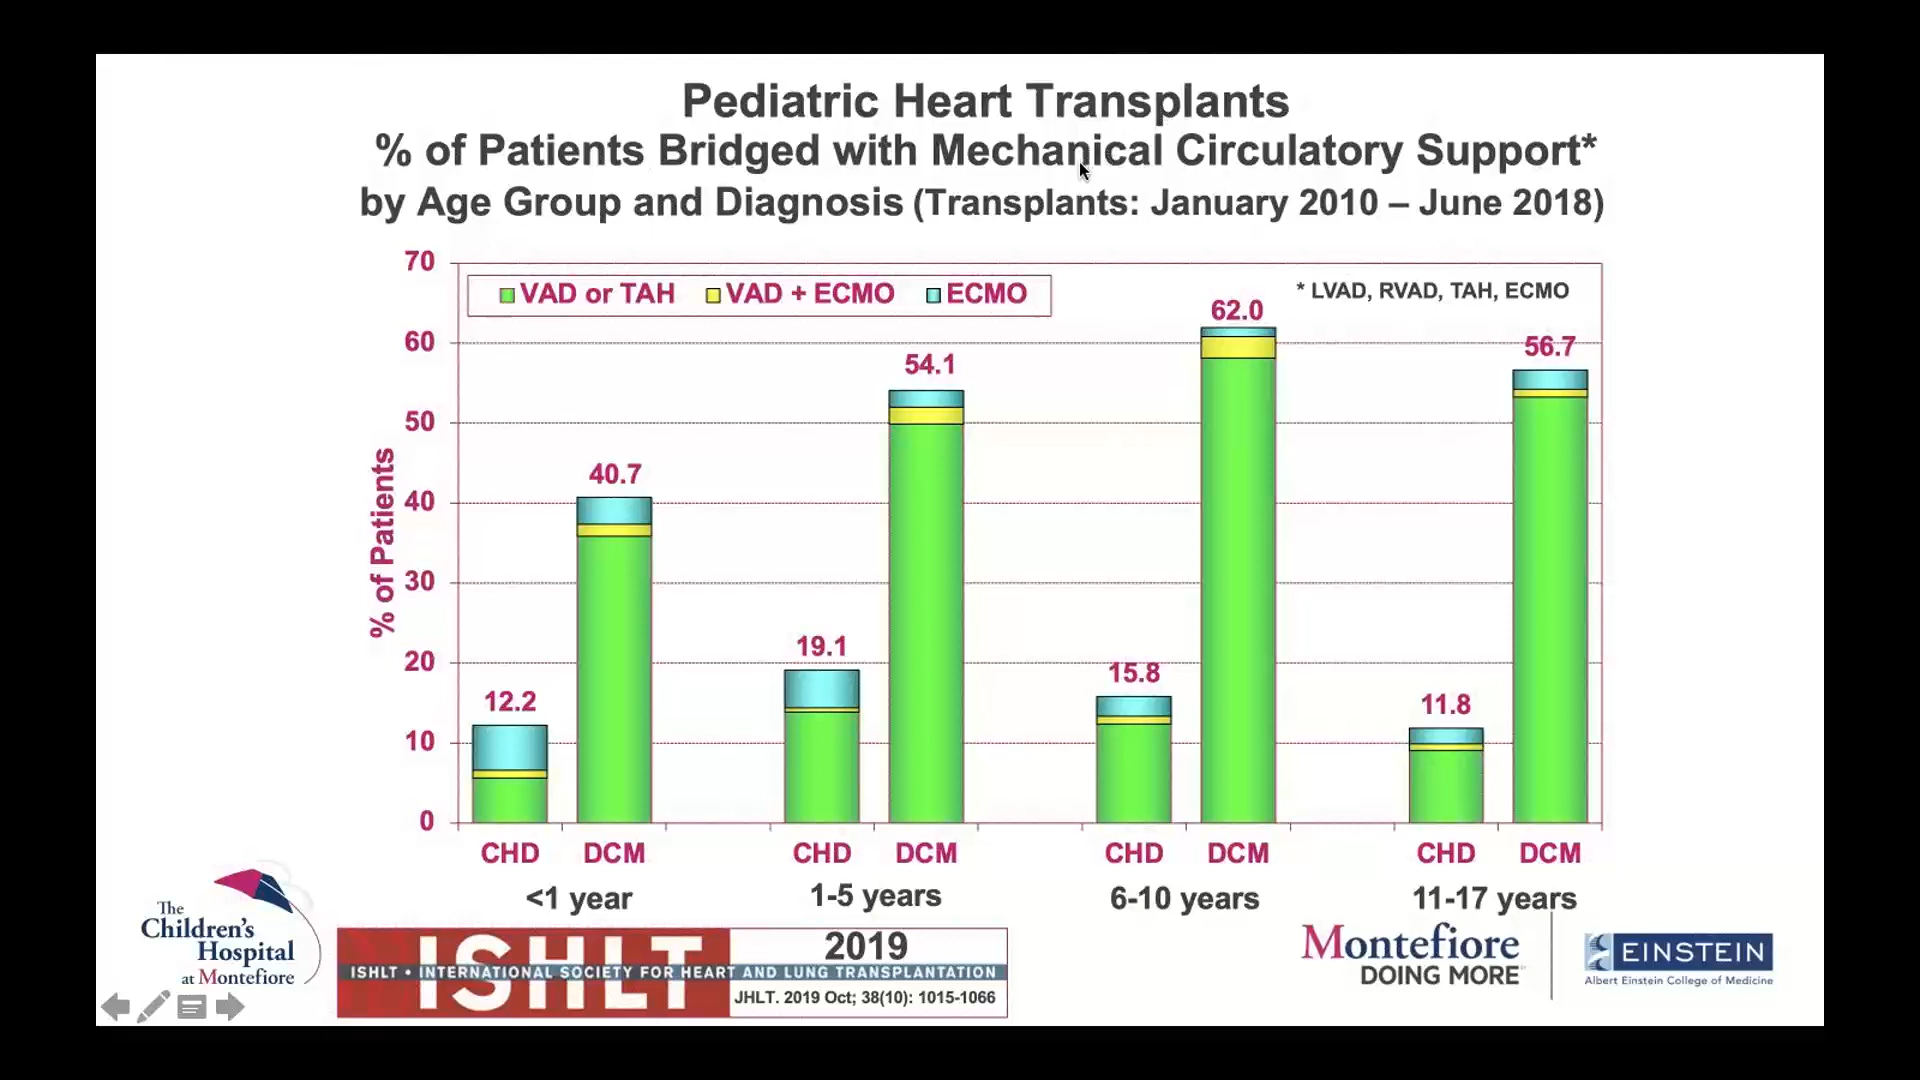 Pediatric Heart Transplants
% of Patients Bridged with Mechanical Circulatory Support*
by Age Group and Diagnosis (Transplants: January 2010 – June 2018)
% of Patients
70
60
50
40
30
20
10
0
VAD or TAH VAD + ECMO ECMO
* LVAD, RVAD, TAH, ECMO
12.2
40.7
19.1
54.1
15.8
62.0
11.8
56.7
CHD DCM CHD DCM CHD DCM CHD DCM
<1 year 1-5 years 6-10 years 11-17 years
The
Children's
Hospital
at Montefiore
ISHLT
2019
ISHLT • INTERNATIONAL SOCIETY FOR HEART AND LUNG TRANSPLANTATION
JHLT. 2019 Oct; 38(10): 1015-1066
Montefiore
DOING MORE
EINSTEIN
Albert Einstein College of Medicine